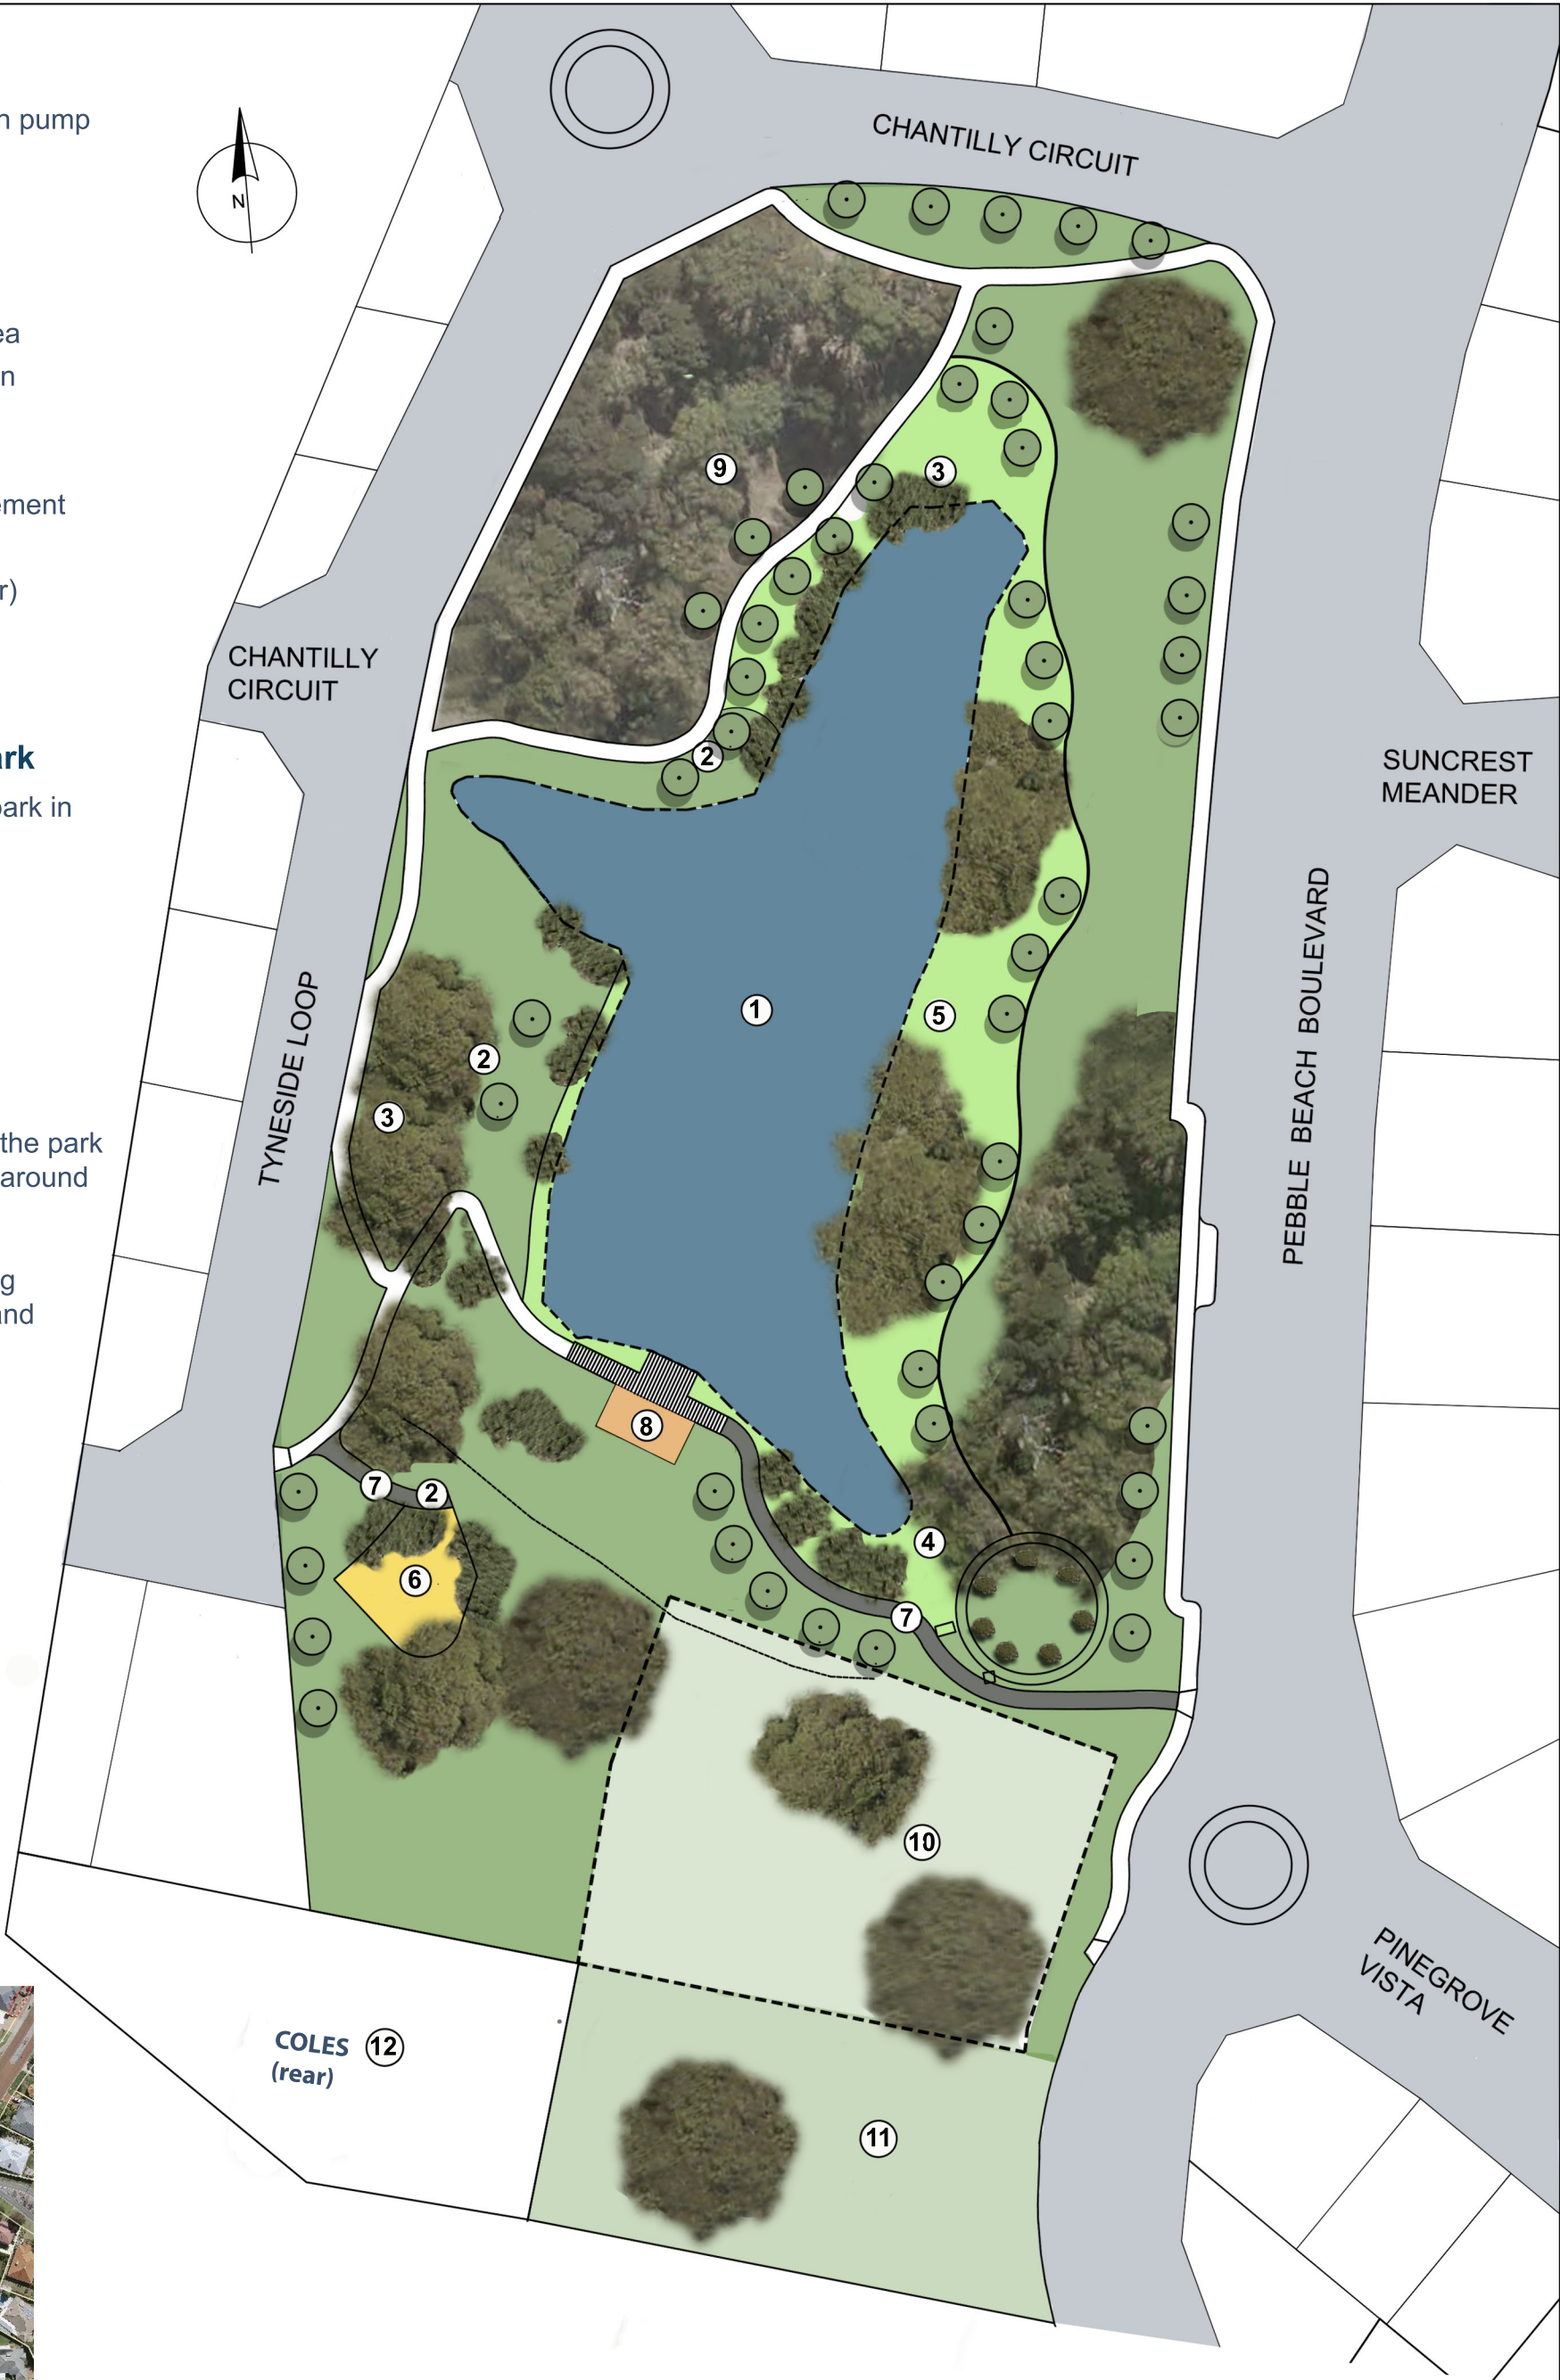 n pump
ea
n
ement
r)
ark
park in
the park
around
g
and
N
CHANTILLY CIRCUIT
9
3
CHANTILLY
CIRCUIT
2
SUNCREST
MEANDER
1
5
PEBBLE BEACH BOULEVARD
TYNESIDE LOOP
2
3
8
7
2
4
6
7
10
PINEGROVE
VISTA
COLES 12
(rear)
11